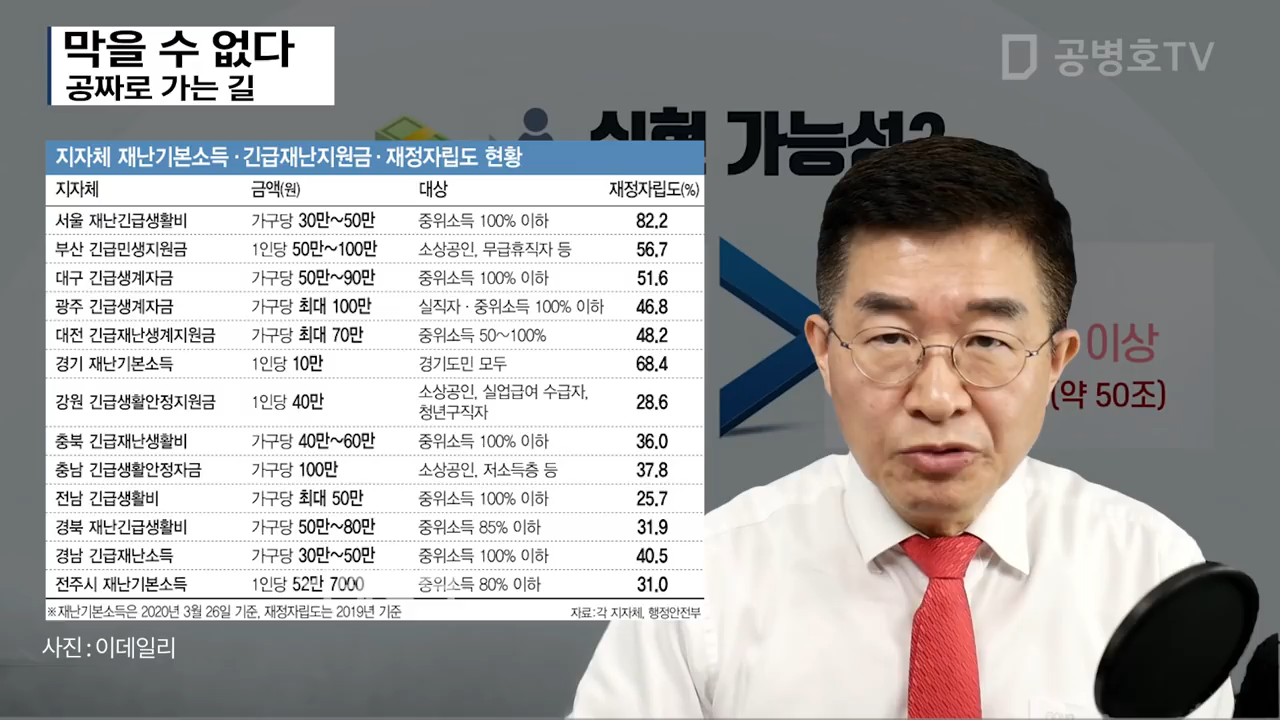 막을 수 없다
공짜로 가는 길
공병호TV
가능성?
지자체 재난기본소득·긴급재난지원금·재정자립도 현황
지자체 금액(원) 대상 재정자립도(%)
서울 재난긴급생활비 가구당 30만~50만 중위소득 100% 이하 82.2
부산 긴급민생지원금 1인당 50만~100만 소상공인, 무급휴직자 등 56.7
대구 긴급생계자금 가구당 50만~90만 중위소득 100% 이하 51.6
광주 긴급생계자금 가구당 최대 100만 실직자·중위소득 100% 이하 46.8
대전 긴급재난생계지원금 가구당 최대 70만 중위소득 50~100% 48.2
경기 재난기본소득 1인당 10만 경기도민 모두 68.4
강원 긴급생활안정지원금 1인당 40만 소상공인, 실업급여 수급자, 28.6
청년구직자
충북 긴급재난생활비 가구당 40만~60만 중위소득 100% 이하 36.0
충남 긴급생활안정자금 가구당 100만 소상공인, 저소득층 등 37.8
전남 긴급생활비 가구당 최대 50만 중위소득 100% 이하 25.7
경북 재난긴급생활비 가구당 50만~80만 중위소득 85% 이하 31.9
경남 긴급재난소득 가구당 30만~50만 중위소득 100% 이하 40.5
전주시 재난기본소득 1인당 52만 7000 중위소득 80% 이하 31.0
※재난기본소득은 2020년 3월 26일 기준, 재정자립도는 2019년 기준 자료:각 지자체, 행정안전부
사진:이데일리
이상
(약 50조)